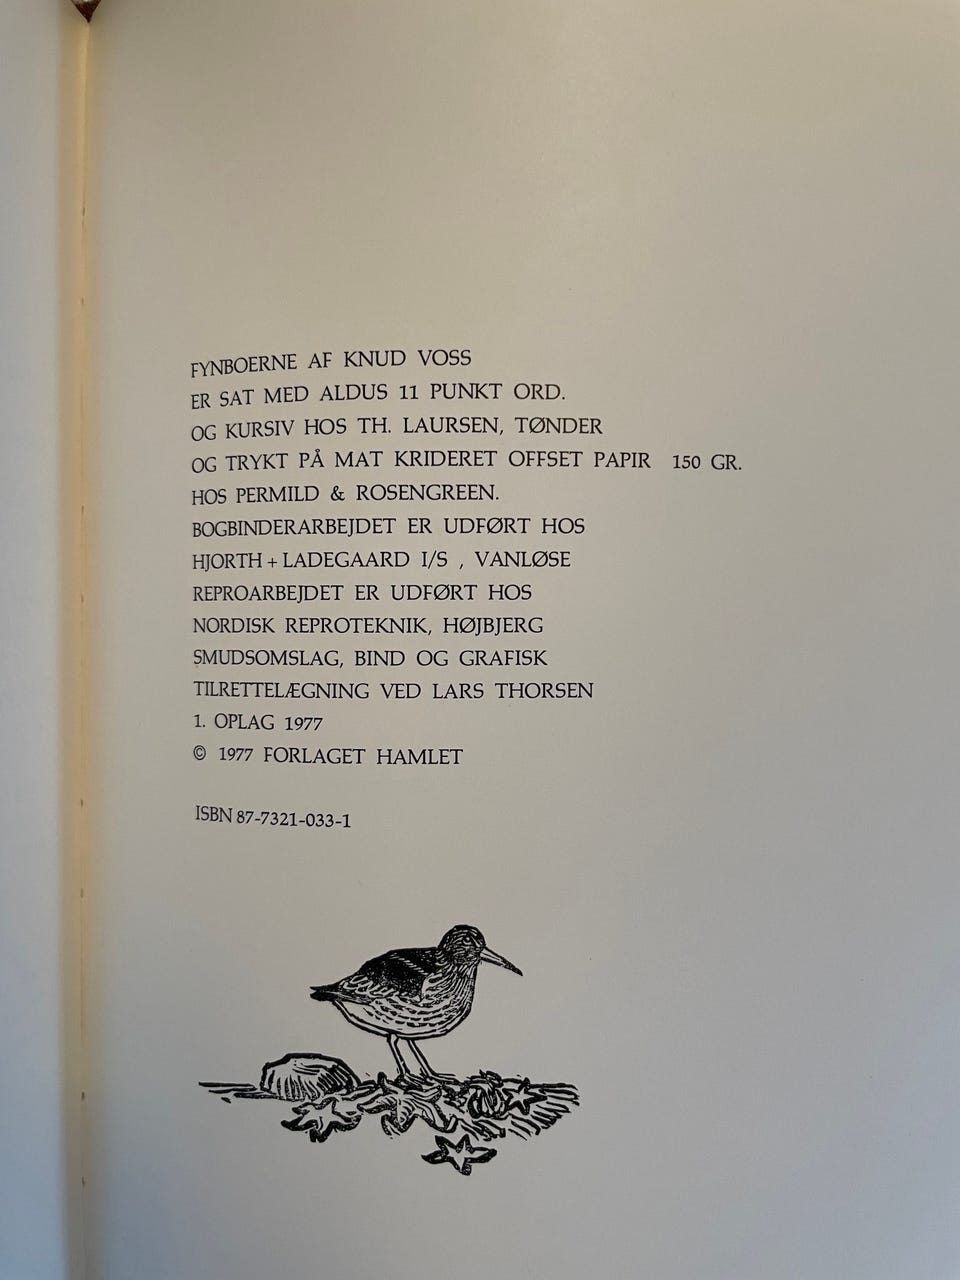 FYNBOERNE AF KNUD VOSS
ER SAT MED ALDUS 11 PUNKT ORD.
OG KURSIV HOS TH. LAURSEN, TØNDER
OG TRYKT PÅ MAT KRIDERET OFFSET PAPIR 150 GR.
HOS PERMILD & ROSENGREEN.
BOGBINDERARBEJDET ER UDFØRT HOS
HJORTH + LADEGAARD I/S , VANLØSE
REPROARBEJDET ER UDFØRT HOS
NORDISK REPROTEKNIK, HØJBJERG
SMUDSOMSLAG, BIND OG GRAFISK
TILRETTELÆGNING VED LARS THORSEN
1. OPLAG 1977
© 1977 FORLAGET HAMLET
ISBN 87-7321-033-1